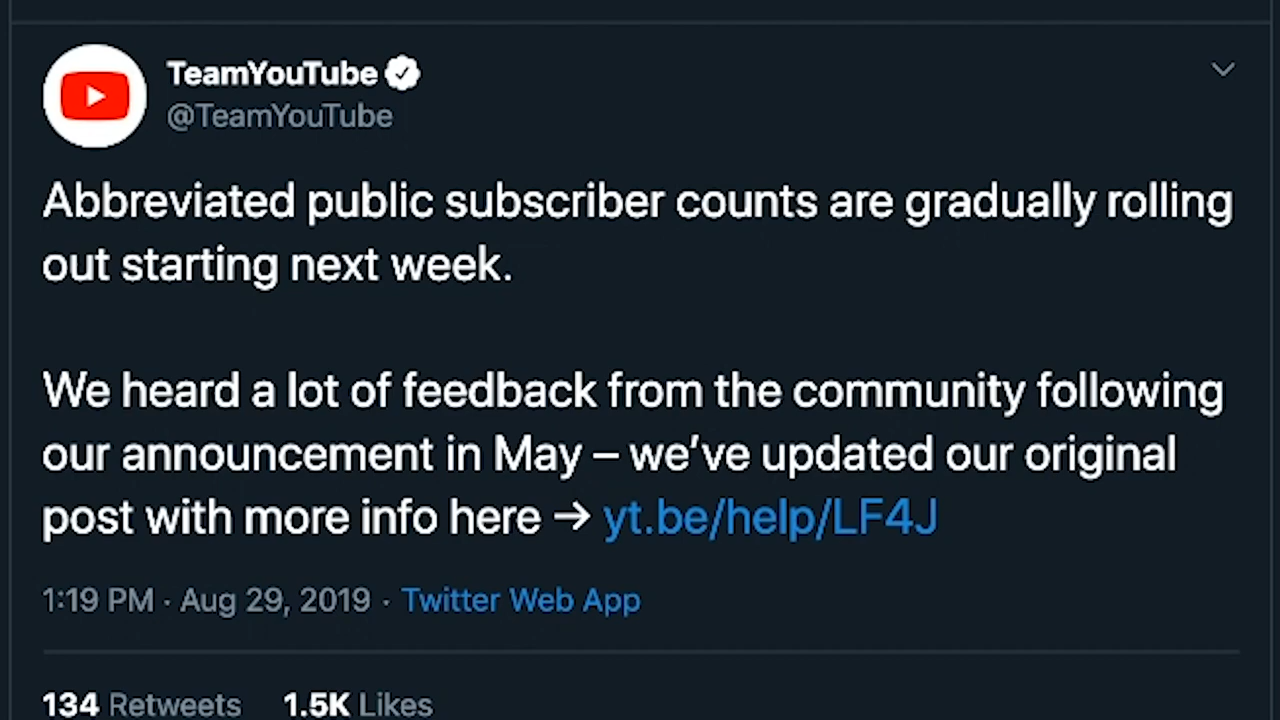 TeamYouTube
@TeamYouTube
Abbreviated public subscriber counts are gradually rolling
out starting next week.
We heard a lot of feedback from the community following
our announcement in May – we’ve updated our original
post with more info here → yt.be/help/LF4J
1:19 PM · Aug 29, 2019 · Twitter Web App
134 Retweets 1.5K Likes